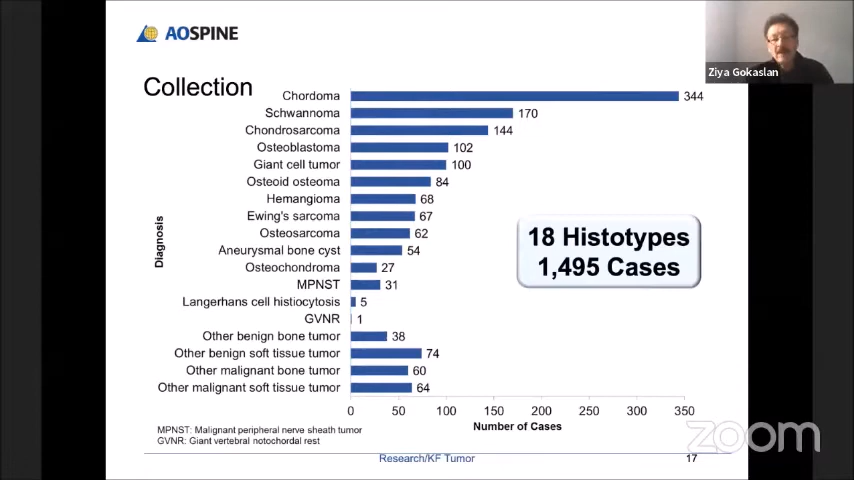 AOSPINE
Ziya Gokaslan
Collection
Chordoma 344
Schwannoma 170
Chondrosarcoma 144
Osteoblastoma 102
Giant cell tumor 100
Osteoid osteoma 84
Hemangioma 68
Ewing's sarcoma 67
Osteosarcoma 62
Aneurysmal bone cyst 54
Osteochondroma 27
MPNST 31
Langerhans cell histiocytosis 5
GVNR 1
Other benign bone tumor 38
Other benign soft tissue tumor 74
Other malignant bone tumor 60
Other malignant soft tissue tumor 64
Diagnosis
18 Histotypes
1,495 Cases
0 50 100 150 200 250 300 350
Number of Cases
MPNST: Malignant peripheral nerve sheath tumor
GVNR: Giant vertebral notochordal rest
Research/KF Tumor
17
zoom